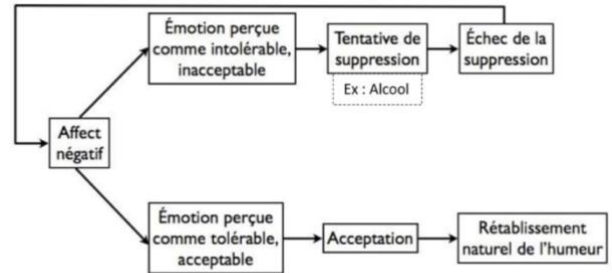 Émotion perçue
comme intolérable,
inacceptable
Tentative de
suppression
Ex : Alcool
Échec de la
suppression
Affect
négatif
Émotion perçue
comme tolérable,
acceptable
Acceptation
Rétablissement
naturel de l'humeur